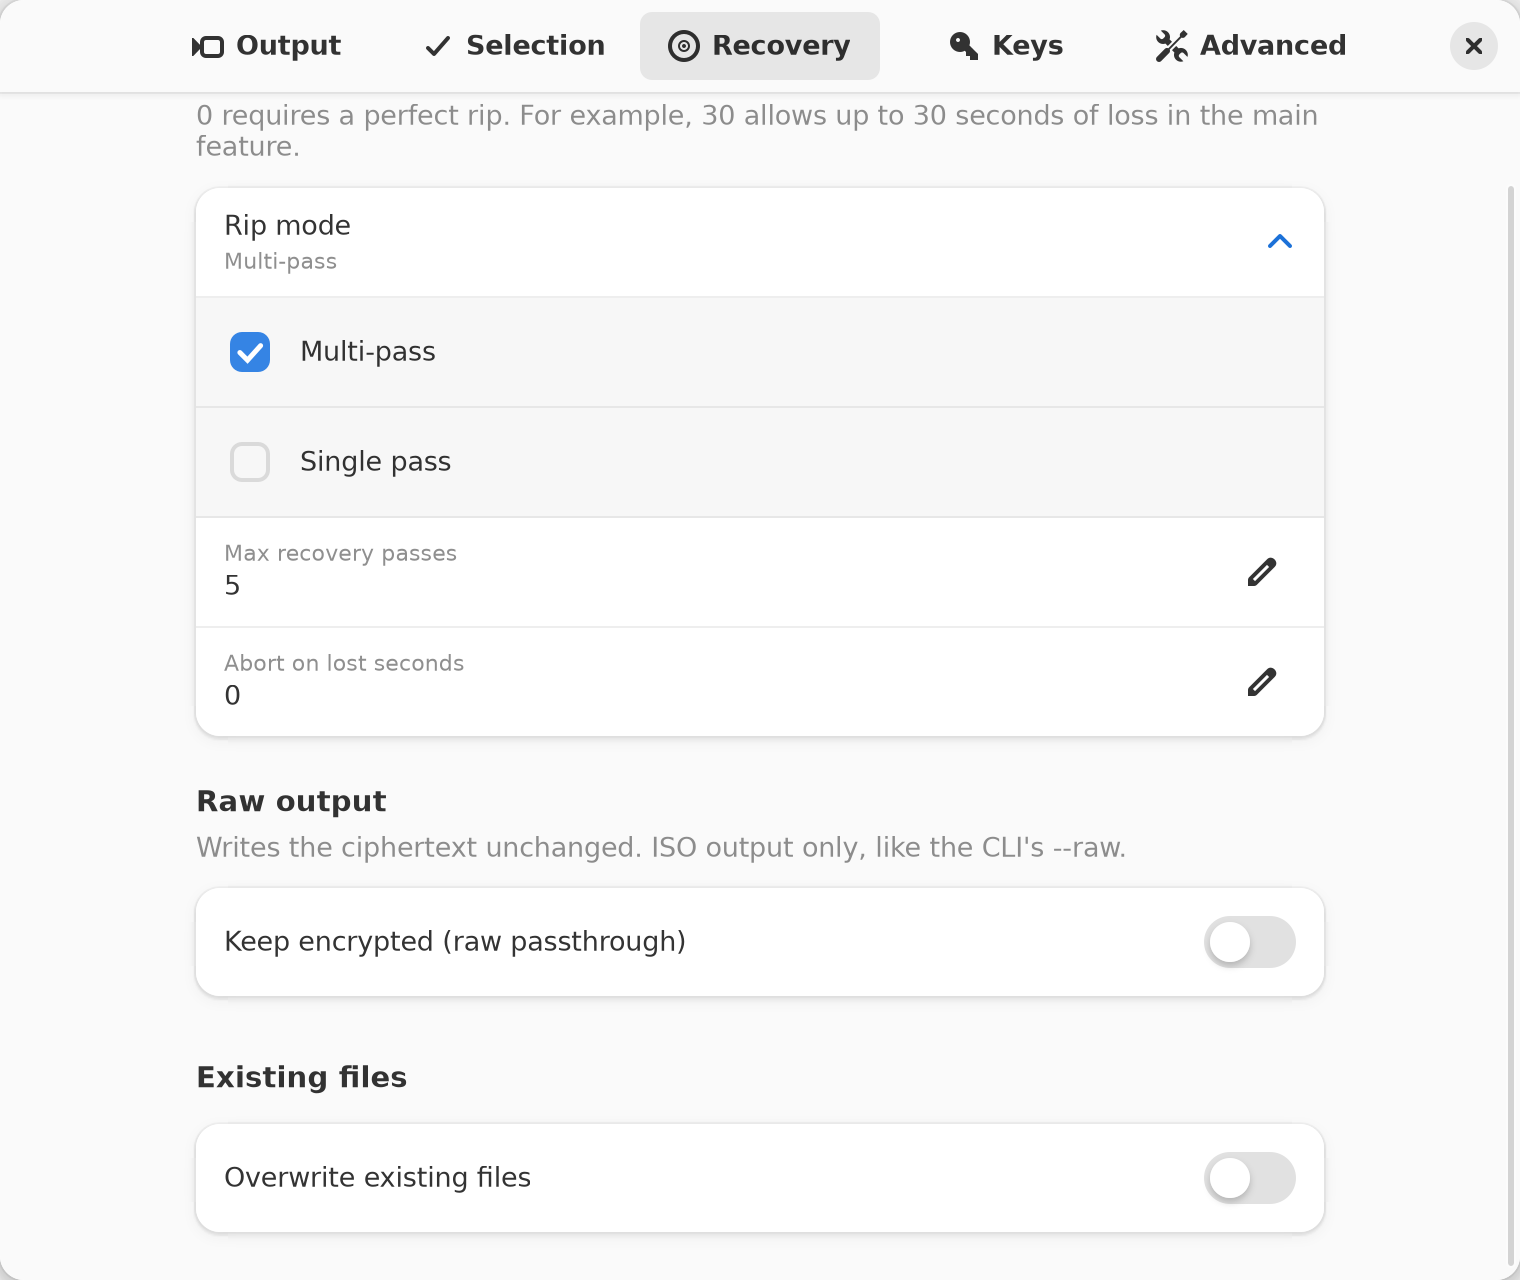 Output
Selection
Recovery
Keys
Advanced
0 requires a perfect rip. For example, 30 allows up to 30 seconds of loss in the main
feature.
Rip mode
Multi-pass
Multi-pass
Single pass
Max recovery passes
5
Abort on lost seconds
0
Raw output
Writes the ciphertext unchanged. ISO output only, like the CLI's --raw.
Keep encrypted (raw passthrough)
Existing files
Overwrite existing files